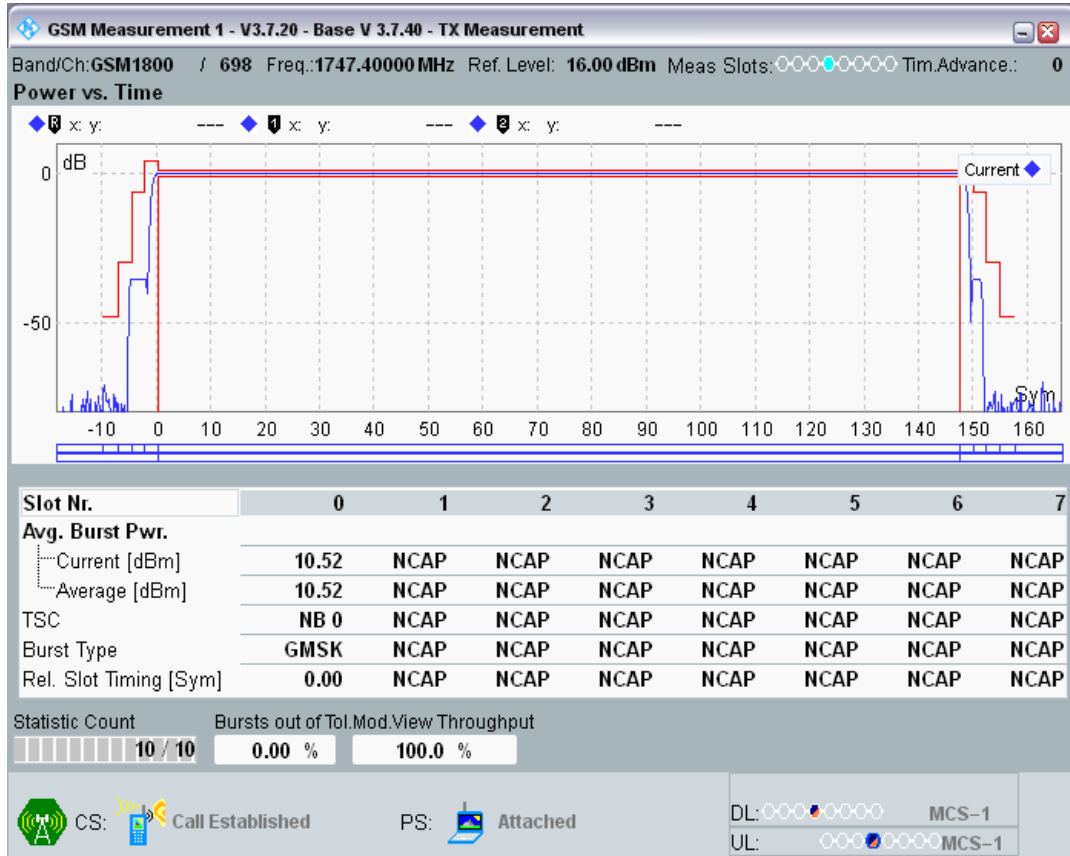 GSM Measurement 1 - V3.7.20 - Base V 3.7.40 - TX Measurement
Band/Ch:GSM1800 / 698 Freq.:1747.40000 MHz Ref. Level: 16.00 dBm Meas Slots: Tim.Advance.: 0
Power vs. Time
R x: y: --- 1 x: y: --- 2 x: y: ---
dB
0
Current
-50
Sym
-10 0 10 20 30 40 50 60 70 80 90 100 110 120 130 140 150 160
Slot Nr. 0 1 2 3 4 5 6 7
Avg. Burst Pwr.
Current [dBm] 10.52 NCAP NCAP NCAP NCAP NCAP NCAP NCAP
Average [dBm] 10.52 NCAP NCAP NCAP NCAP NCAP NCAP NCAP
TSC NB 0 NCAP NCAP NCAP NCAP NCAP NCAP NCAP
Burst Type GMSK NCAP NCAP NCAP NCAP NCAP NCAP NCAP
Rel. Slot Timing [Sym] 0.00 NCAP NCAP NCAP NCAP NCAP NCAP NCAP
Statistic Count Bursts out of Tol. Mod.View Throughput
10 / 10 0.00 % 100.0 %
CS: Call Established PS: Attached
DL: MCS-1
UL: MCS-1